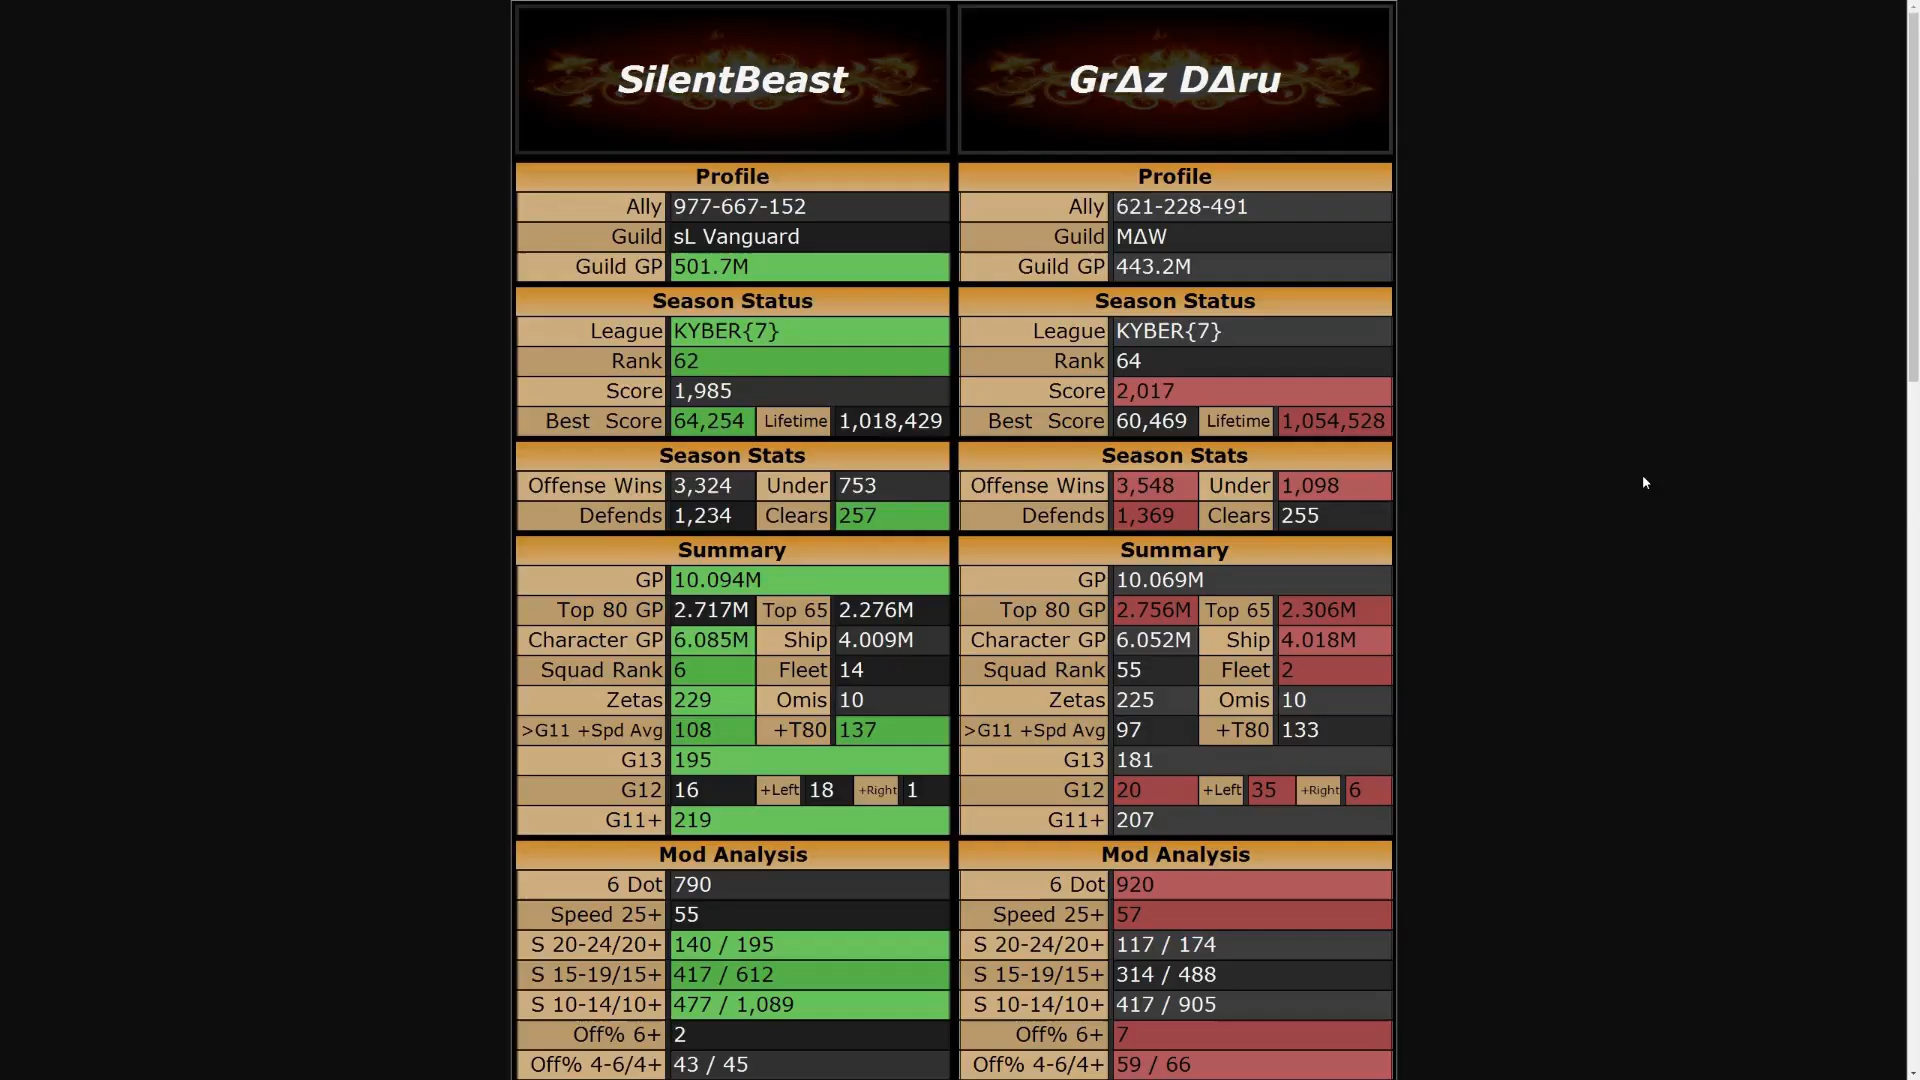 SilentBeast
Profile
Ally 977-667-152
Guild sL Vanguard
Guild GP 501.7M
Season Status
League KYBER{7}
Rank 62
Score 1,985
Best Score 64,254 Lifetime 1,018,429
Season Stats
Offense Wins 3,324 Under 753
Defends 1,234 Clears 257
Summary
GP 10.094M
Top 80 GP 2.717M Top 65 2.276M
Character GP 6.085M Ship 4.009M
Squad Rank 6 Fleet 14
Zetas 229 Omis 10
>G11 +Spd Avg 108 +T80 137
G13 195
G12 16 +Left 18 +Right 1
G11+ 219
Mod Analysis
6 Dot 790
Speed 25+ 55
S 20-24/20+ 140 / 195
S 15-19/15+ 417 / 612
S 10-14/10+ 477 / 1,089
Off% 6+ 2
Off% 4-6/4+ 43 / 45
GrΔz DΔru
Profile
Ally 621-228-491
Guild MΔW
Guild GP 443.2M
Season Status
League KYBER{7}
Rank 64
Score 2,017
Best Score 60,469 Lifetime 1,054,528
Season Stats
Offense Wins 3,548 Under 1,098
Defends 1,369 Clears 255
Summary
GP 10.069M
Top 80 GP 2.756M Top 65 2.306M
Character GP 6.052M Ship 4.018M
Squad Rank 55 Fleet 2
Zetas 225 Omis 10
>G11 +Spd Avg 97 +T80 133
G13 181
G12 20 +Left 35 +Right 6
G11+ 207
Mod Analysis
6 Dot 920
Speed 25+ 57
S 20-24/20+ 117 / 174
S 15-19/15+ 314 / 488
S 10-14/10+ 417 / 905
Off% 6+ 7
Off% 4-6/4+ 59 / 66